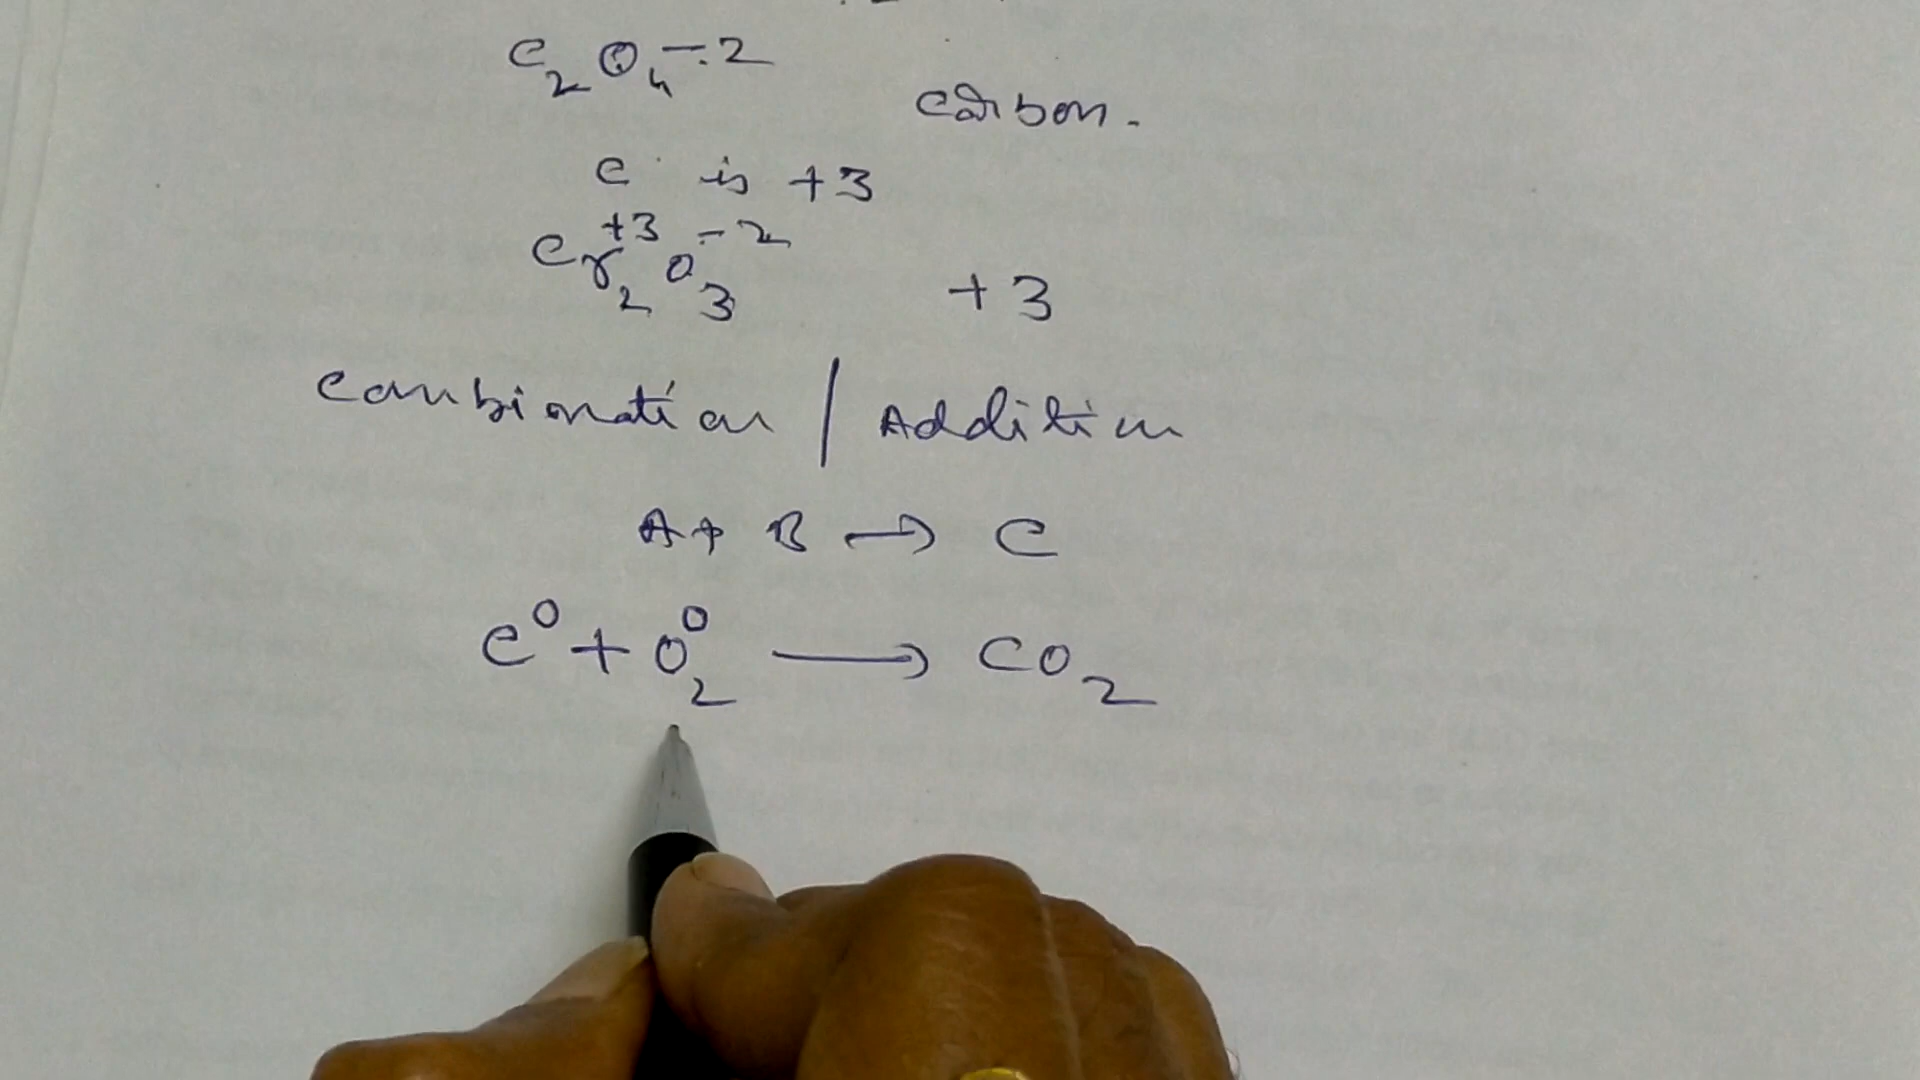 C₂O₄⁻²
Carbon.
C is +3
Cr₂⁺³O₃⁻² +3
Combination / Addition
A + B → C
C⁰ + O₂⁰ → CO₂